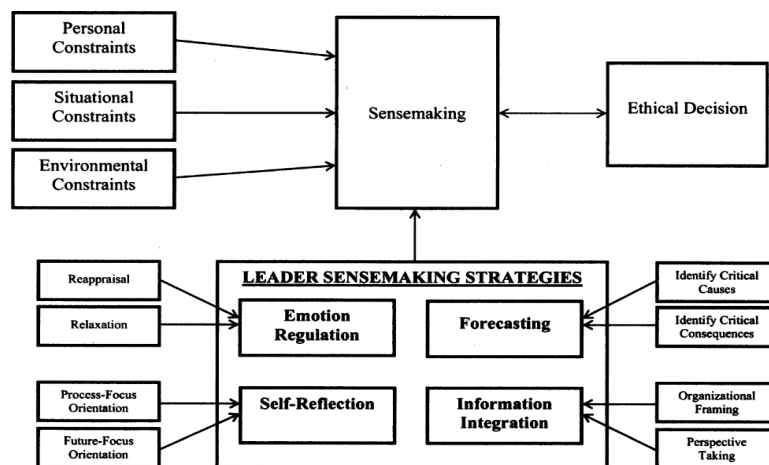 Personal
Constraints
Situational
Constraints
Environmental
Constraints
Sensemaking
Ethical Decision
LEADER SENSEMAKING STRATEGIES
Reappraisal
Relaxation
Emotion
Regulation
Forecasting
Identify Critical
Causes
Identify Critical
Consequences
Process-Focus
Orientation
Future-Focus
Orientation
Self-Reflection
Information
Integration
Organizational
Framing
Perspective
Taking